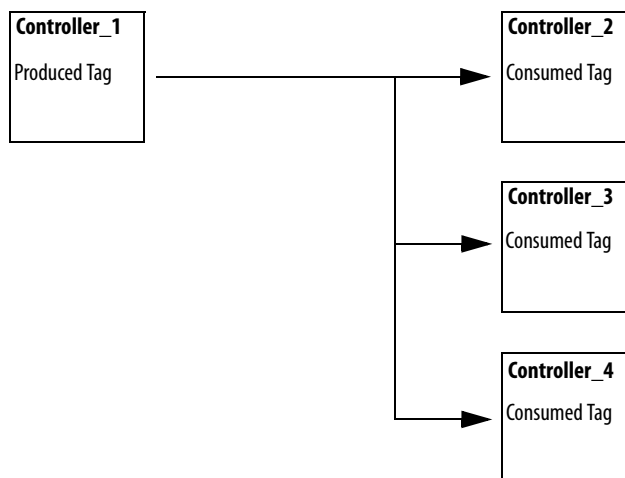 Controller_1
Produced Tag
Controller_2
Consumed Tag
Controller_3
Consumed Tag
Controller_4
Consumed Tag